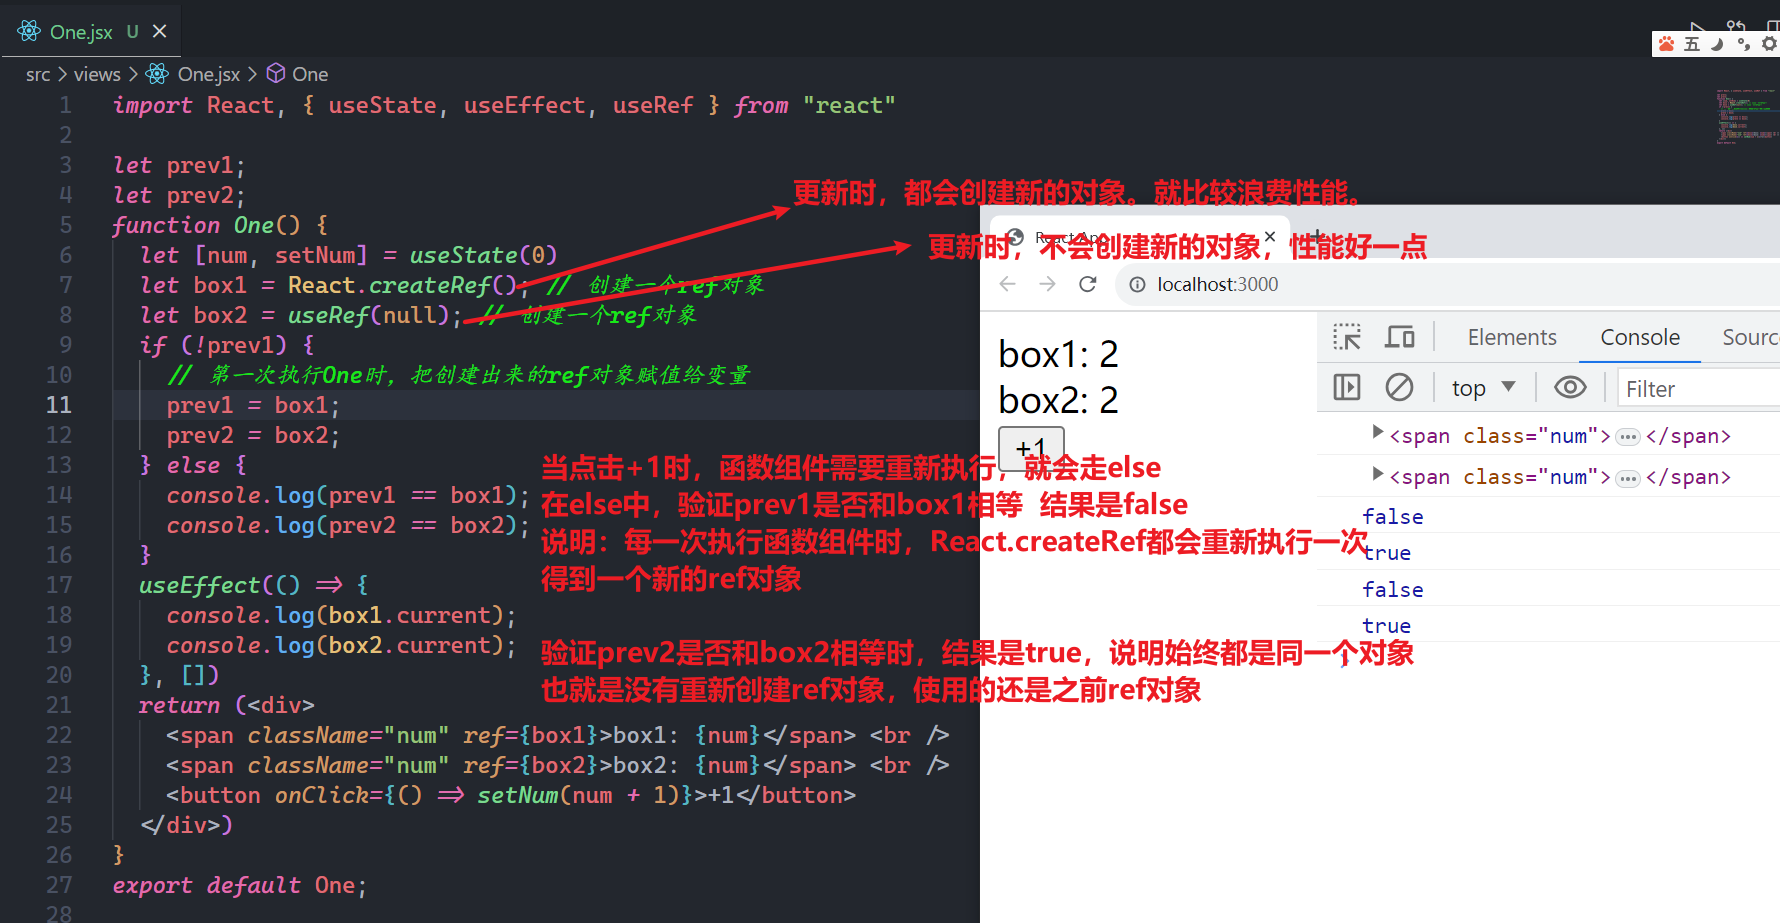 One.jsx U
src > views > One.jsx > One
1 import React, { useState, useEffect, useRef } from "react"
2
3 let prev1;
4 let prev2;
更新时，都会创建新的对象。就比较浪费性能。
5 function One() {
6 let [num, setNum] = useState(0)
更新时，不会创建新的对象，性能好一点
7 let box1 = React.createRef(); // 创建一个ref对象
8 let box2 = useRef(null); // 创建一个ref对象
9 if (!prev1) {
10 // 第一次执行One时，把创建出来的ref对象赋值给变量
11 prev1 = box1;
12 prev2 = box2;
13 } else {
14 console.log(prev1 == box1);
15 console.log(prev2 == box2);
16 }
17 useEffect(() => {
18 console.log(box1.current);
19 console.log(box2.current);
20 }, [])
21 return (<div>
22 <span className="num" ref={box1}>box1: {num}</span> <br />
23 <span className="num" ref={box2}>box2: {num}</span> <br />
24 <button onClick={() => setNum(num + 1)}>+1</button>
25 </div>)
26 }
27 export default One;
28
当点击+1时，函数组件需要重新执行，就会走else
在else中，验证prev1是否和box1相等 结果是false
说明：每一次执行函数组件时，React.createRef都会重新执行一次
得到一个新的ref对象
验证prev2是否和box2相等时，结果是true，说明始终都是同一个对象
也就是没有重新创建ref对象，使用的还是之前ref对象
五
React App
localhost:3000
box1: 2
box2: 2
+1
Elements Console Sourc
top Filter
<span class="num">…</span>
<span class="num">…</span>
false
true
false
true